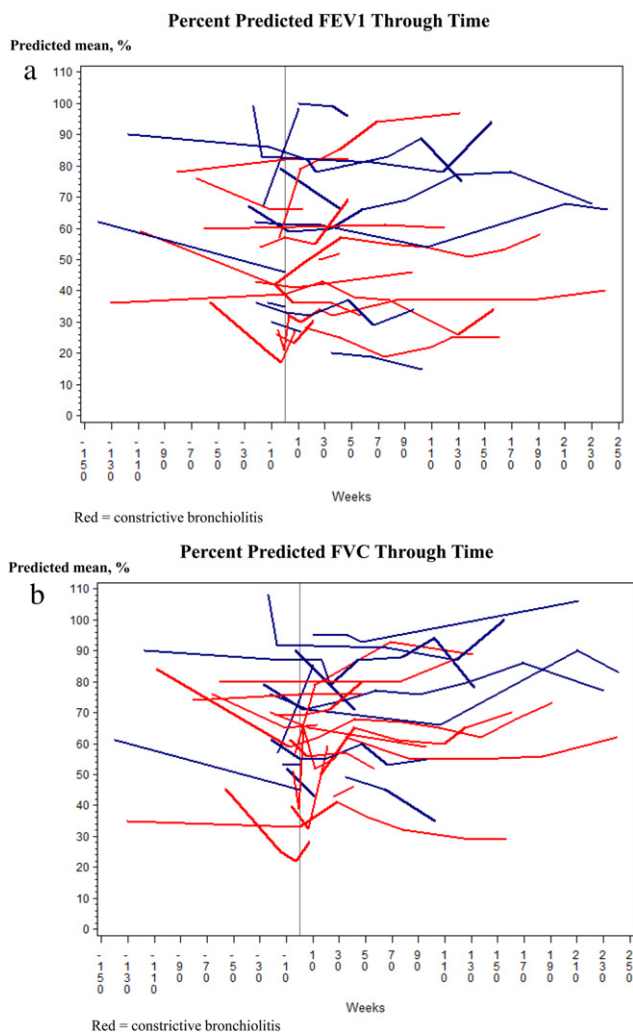 Percent Predicted FEV1 Through Time
Predicted mean, %
a
110
100
90
80
70
60
50
40
30
20
10
0
-150 -130 -110 -90 -70 -50 -30 -10 10 30 50 70 90 110 130 150 170 190 210 230 250
Weeks
Red = constrictive bronchiolitis
Percent Predicted FVC Through Time
Predicted mean, %
b
110
100
90
80
70
60
50
40
30
20
10
0
-150 -130 -110 -90 -70 -50 -30 -10 10 30 50 70 90 110 130 150 170 190 210 230 250
Weeks
Red = constrictive bronchiolitis